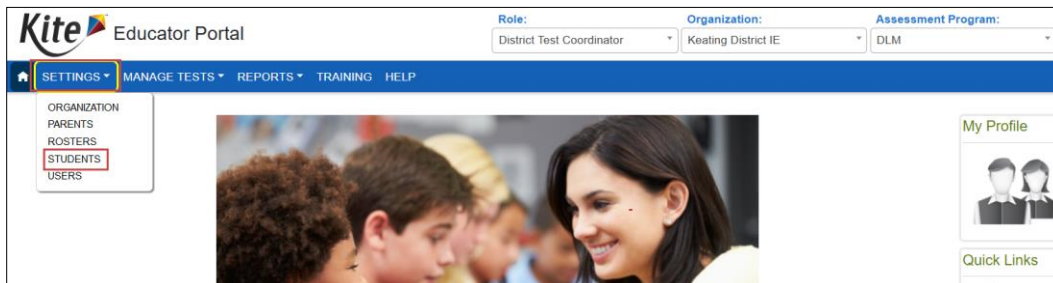 Kite Educator Portal
Role:
Organization:
Assessment Program:
District Test Coordinator
Keating District IE
DLM
SETTINGS MANAGE TESTS REPORTS TRAINING HELP
ORGANIZATION
PARENTS
ROSTERS
STUDENTS
USERS
My Profile
Quick Links